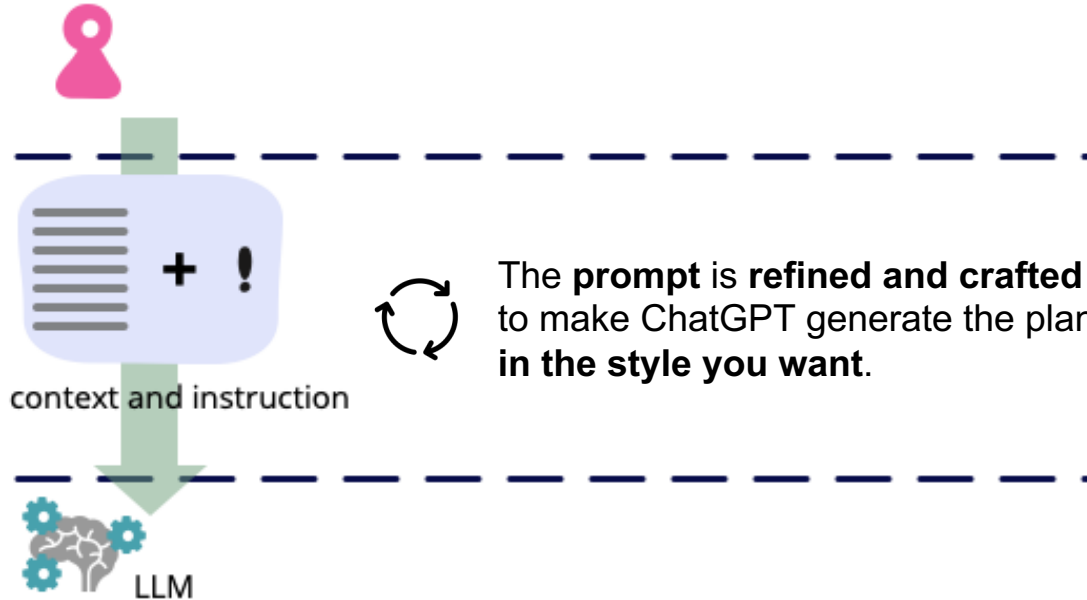 + !
The prompt is refined and crafted
to make ChatGPT generate the plan
in the style you want.
context and instruction
LLM